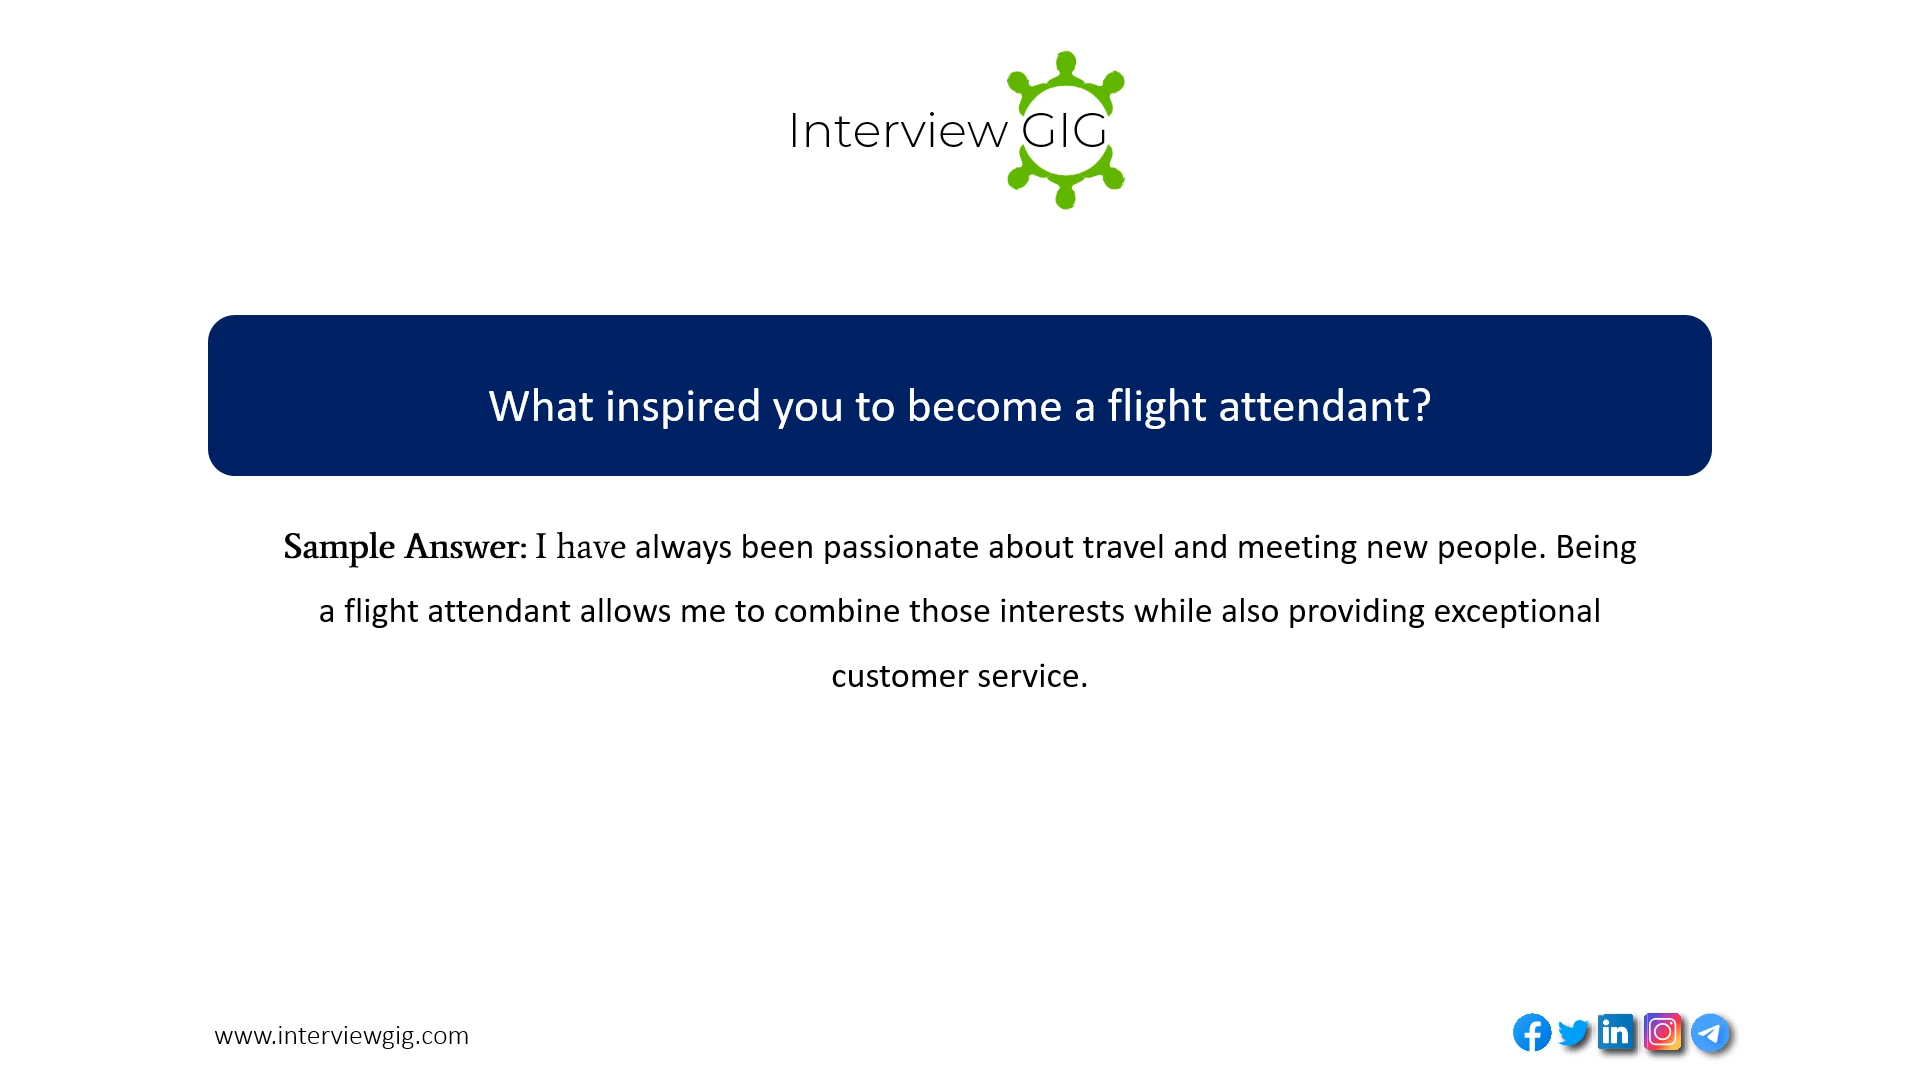 Interview GIG
What inspired you to become a flight attendant?
Sample Answer: I have always been passionate about travel and meeting new people. Being
a flight attendant allows me to combine those interests while also providing exceptional
customer service.
www.interviewgig.com